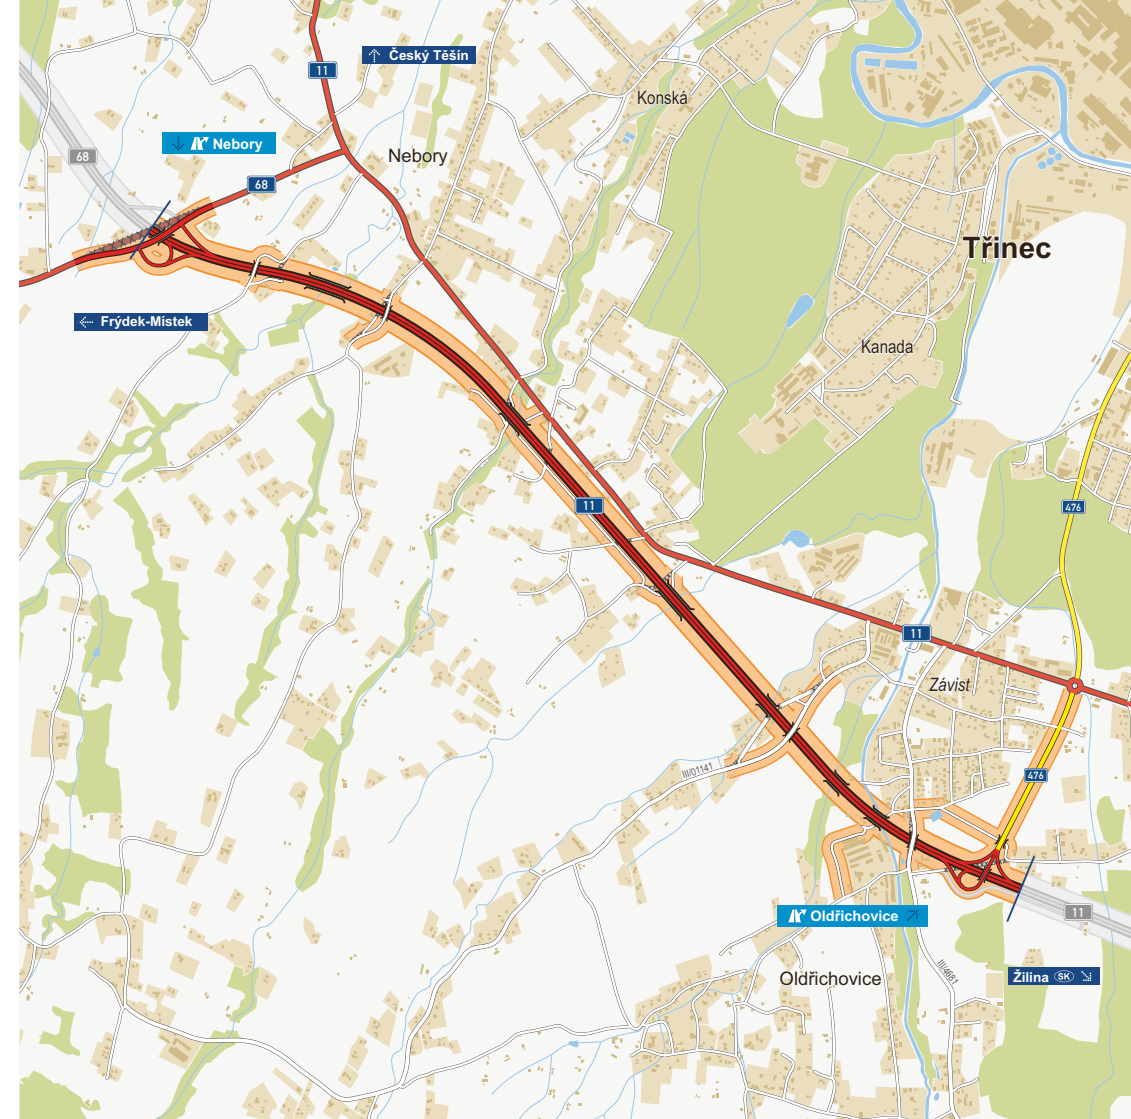 Český Těšín
11
Konská
Nebory
68
Nebory
68
Třinec
Frýdek-Místek
Kanada
11
476
11
Závist
III/01141
476
Oldřichovice
11
III/4681
Žilina SK
Oldřichovice